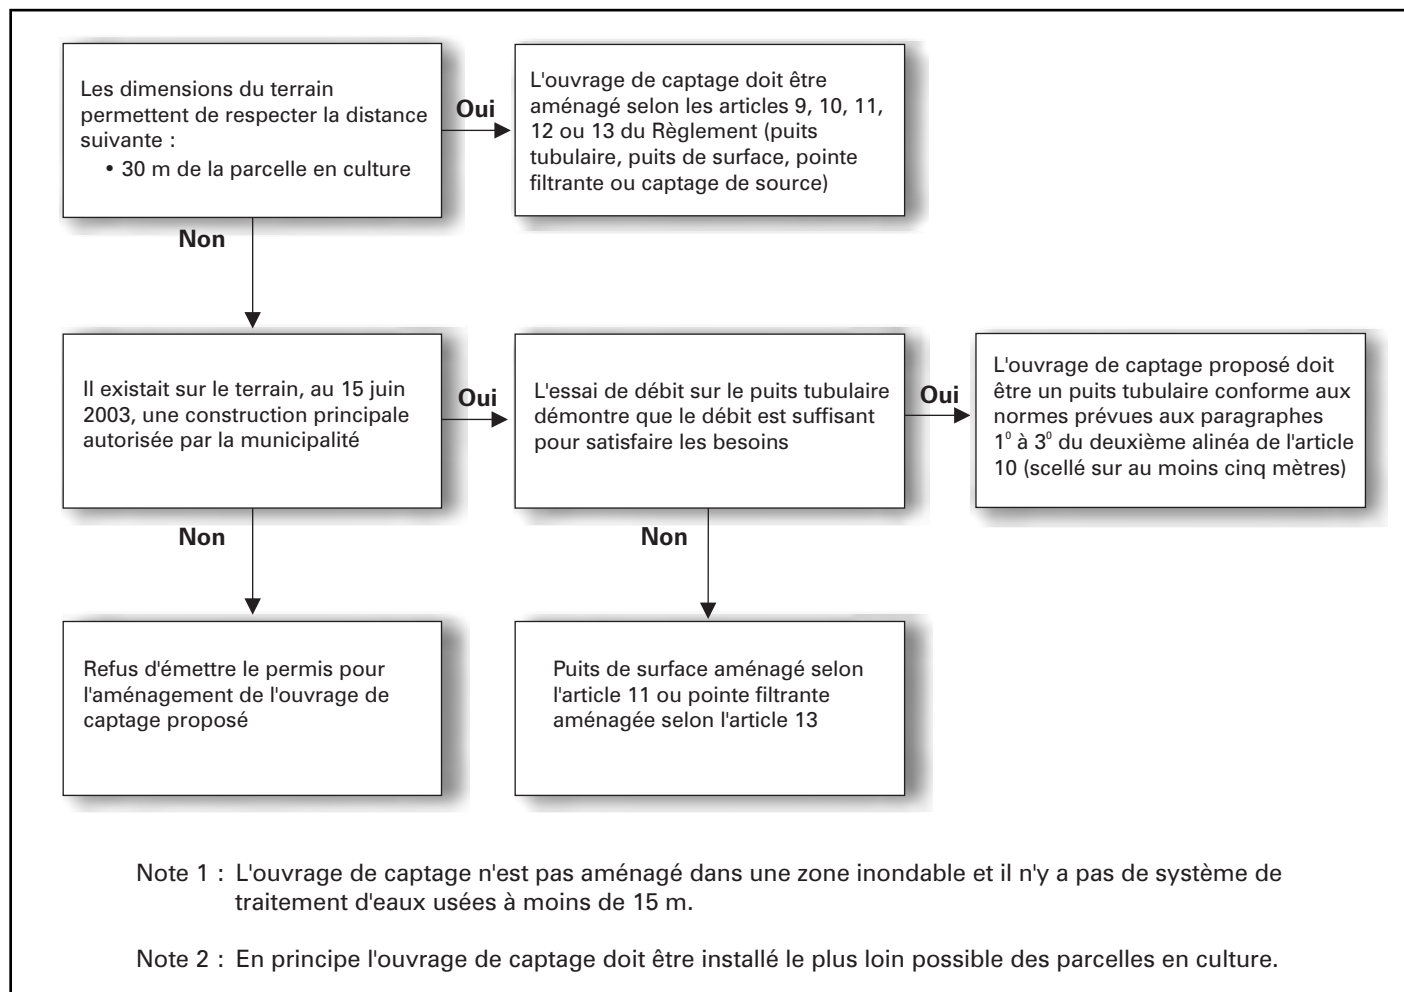 Les dimensions du terrain
permettent de respecter la distance
suivante :
• 30 m de la parcelle en culture
Oui
L'ouvrage de captage doit être
aménagé selon les articles 9, 10, 11,
12 ou 13 du Règlement (puits
tubulaire, puits de surface, pointe
filtrante ou captage de source)
Non
Il existait sur le terrain, au 15 juin
2003, une construction principale
autorisée par la municipalité
Oui
L'essai de débit sur le puits tubulaire
démontre que le débit est suffisant
pour satisfaire les besoins
Oui
L'ouvrage de captage proposé doit
être un puits tubulaire conforme aux
normes prévues aux paragraphes
1⁰ à 3⁰ du deuxième alinéa de l'article
10 (scellé sur au moins cinq mètres)
Non
Non
Refus d'émettre le permis pour
l'aménagement de l'ouvrage de
captage proposé
Puits de surface aménagé selon
l'article 11 ou pointe filtrante
aménagée selon l'article 13
Note 1 : L'ouvrage de captage n'est pas aménagé dans une zone inondable et il n'y a pas de système de
traitement d'eaux usées à moins de 15 m.
Note 2 : En principe l'ouvrage de captage doit être installé le plus loin possible des parcelles en culture.